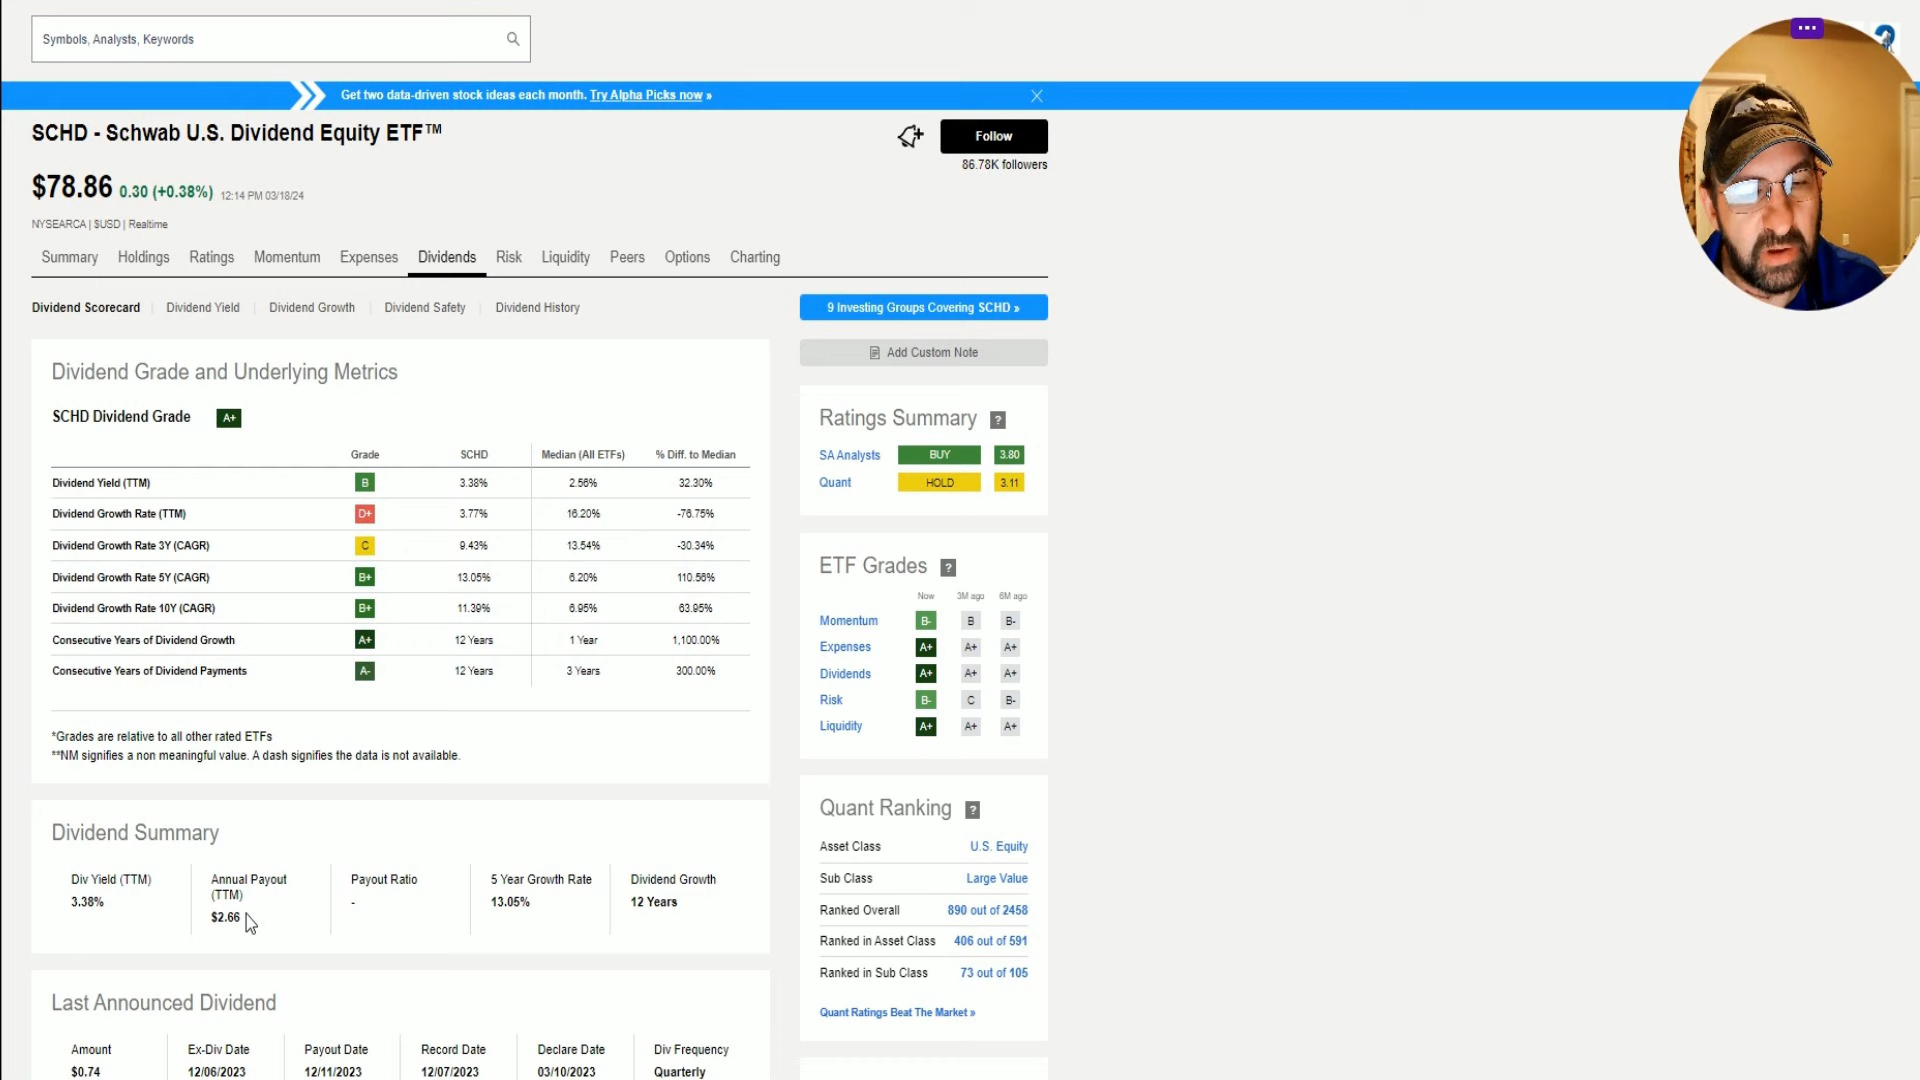 Symbols, Analysts, Keywords
Get two data-driven stock ideas each month. Try Alpha Picks now »
SCHD - Schwab U.S. Dividend Equity ETF™
Follow
86.78K followers
$78.86 0.30 (+0.38%) 12:14 PM 03/18/24
NYSEARCA | $USD | Realtime
Summary Holdings Ratings Momentum Expenses Dividends Risk Liquidity Peers Options Charting
Dividend Scorecard | Dividend Yield | Dividend Growth | Dividend Safety | Dividend History
9 Investing Groups Covering SCHD »
Add Custom Note
Dividend Grade and Underlying Metrics
SCHD Dividend Grade A+
Grade SCHD Median (All ETFs) % Diff. to Median
Dividend Yield (TTM) B 3.38% 2.56% 32.30%
Dividend Growth Rate (TTM) D+ 3.77% 16.20% -76.75%
Dividend Growth Rate 3Y (CAGR) C 9.43% 13.54% -30.34%
Dividend Growth Rate 5Y (CAGR) B+ 13.05% 6.20% 110.56%
Dividend Growth Rate 10Y (CAGR) B+ 11.39% 6.95% 63.95%
Consecutive Years of Dividend Growth A+ 12 Years 1 Year 1,100.00%
Consecutive Years of Dividend Payments A- 12 Years 3 Years 300.00%
*Grades are relative to all other rated ETFs
**NM signifies a non meaningful value. A dash signifies the data is not available.
Ratings Summary ?
SA Analysts BUY 3.80
Quant HOLD 3.11
ETF Grades ?
Now 3M ago 6M ago
Momentum B- B B-
Expenses A+ A+ A+
Dividends A+ A+ A+
Risk B- C B-
Liquidity A+ A+ A+
Dividend Summary
Div Yield (TTM) Annual Payout (TTM) Payout Ratio 5 Year Growth Rate Dividend Growth
3.38% $2.66 - 13.05% 12 Years
Quant Ranking ?
Asset Class U.S. Equity
Sub Class Large Value
Ranked Overall 890 out of 2458
Ranked in Asset Class 406 out of 591
Ranked in Sub Class 73 out of 105
Quant Ratings Beat The Market »
Last Announced Dividend
Amount Ex-Div Date Payout Date Record Date Declare Date Div Frequency
$0.74 12/06/2023 12/11/2023 12/07/2023 03/10/2023 Quarterly